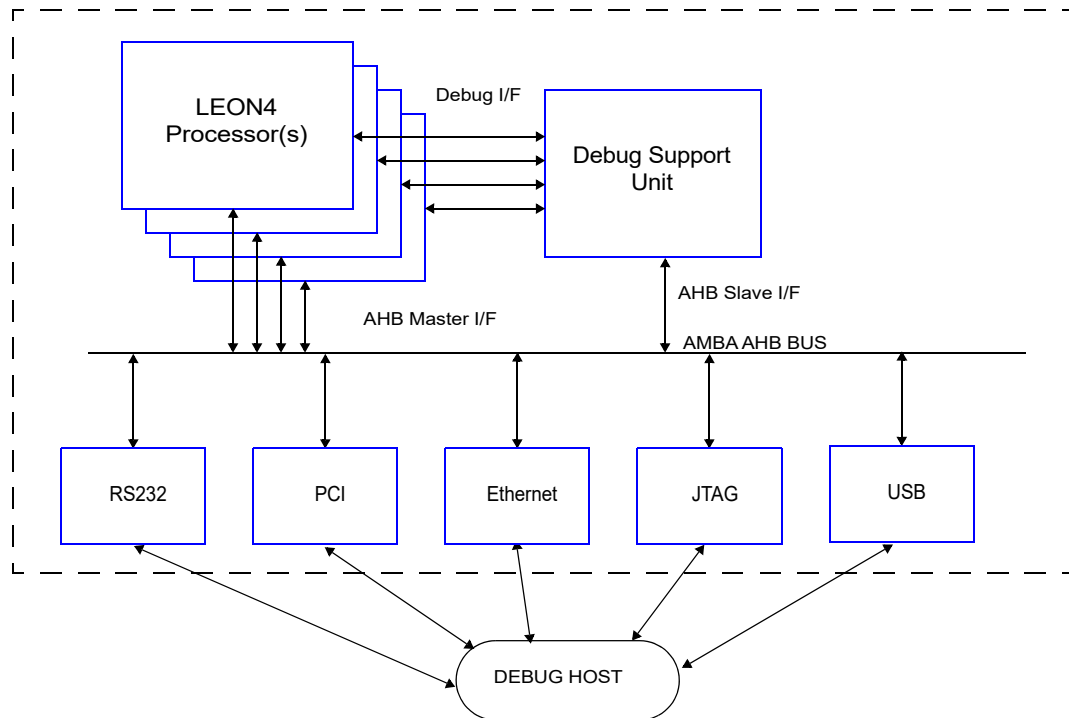 LEON4
Processor(s)
Debug I/F
Debug Support
Unit
AHB Slave I/F
AHB Master I/F
AMBA AHB BUS
RS232
PCI
Ethernet
JTAG
USB
DEBUG HOST